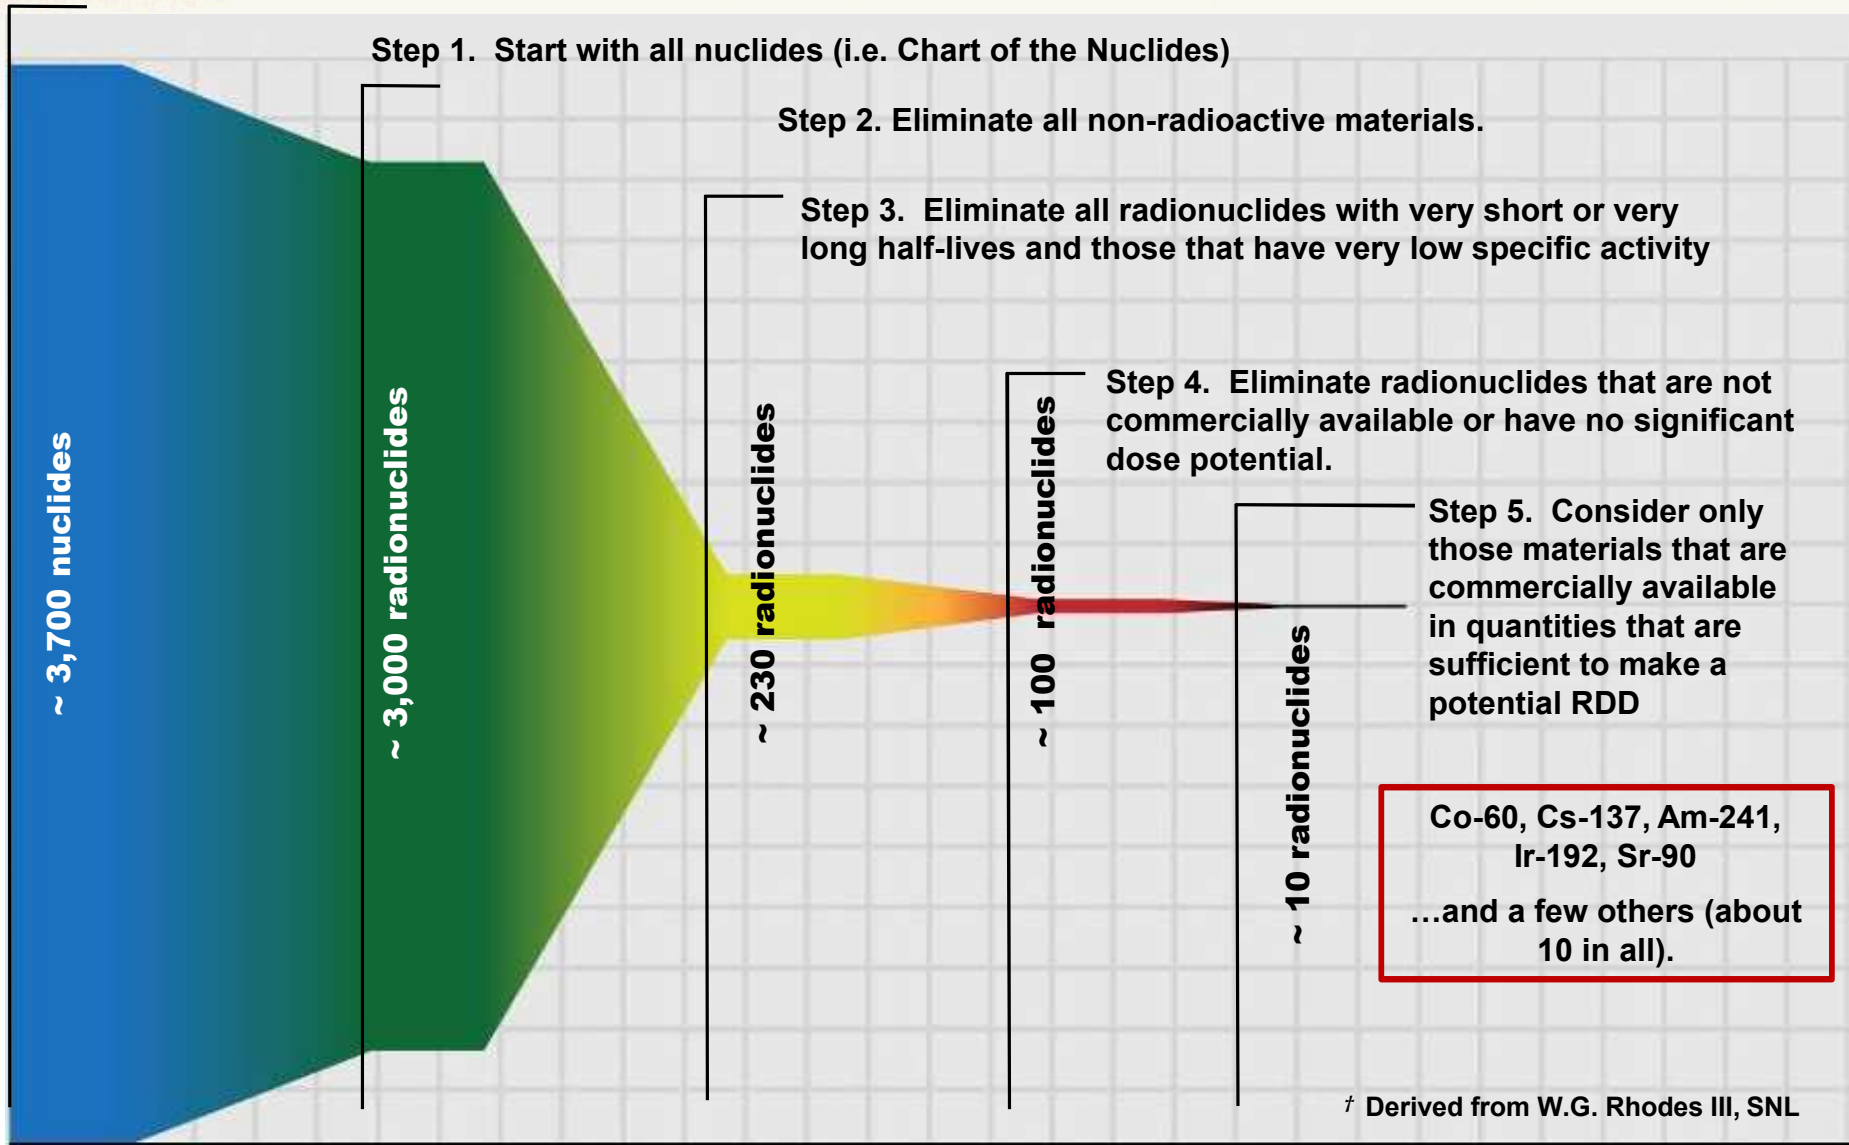 Step 1.  Start with all nuclides (i.e. Chart of the Nuclides)
Step 2. Eliminate all non-radioactive materials.
Step 3.  Eliminate all radionuclides with very short or very
long half-lives and those that have very low specific activity
Step 4.  Eliminate radionuclides that are not
commercially available or have no significant
dose potential.
Step 5.  Consider only
those materials that are
commercially available
in quantities that are
sufficient to make a
potential RDD
~ 3,700 nuclides
~ 3,000 radionuclides
~ 230 radionuclides
~ 100  radionuclides
~ 10 radionuclides
Co-60, Cs-137, Am-241,
Ir-192, Sr-90
…and a few others (about
10 in all).
† Derived from W.G. Rhodes III, SNL